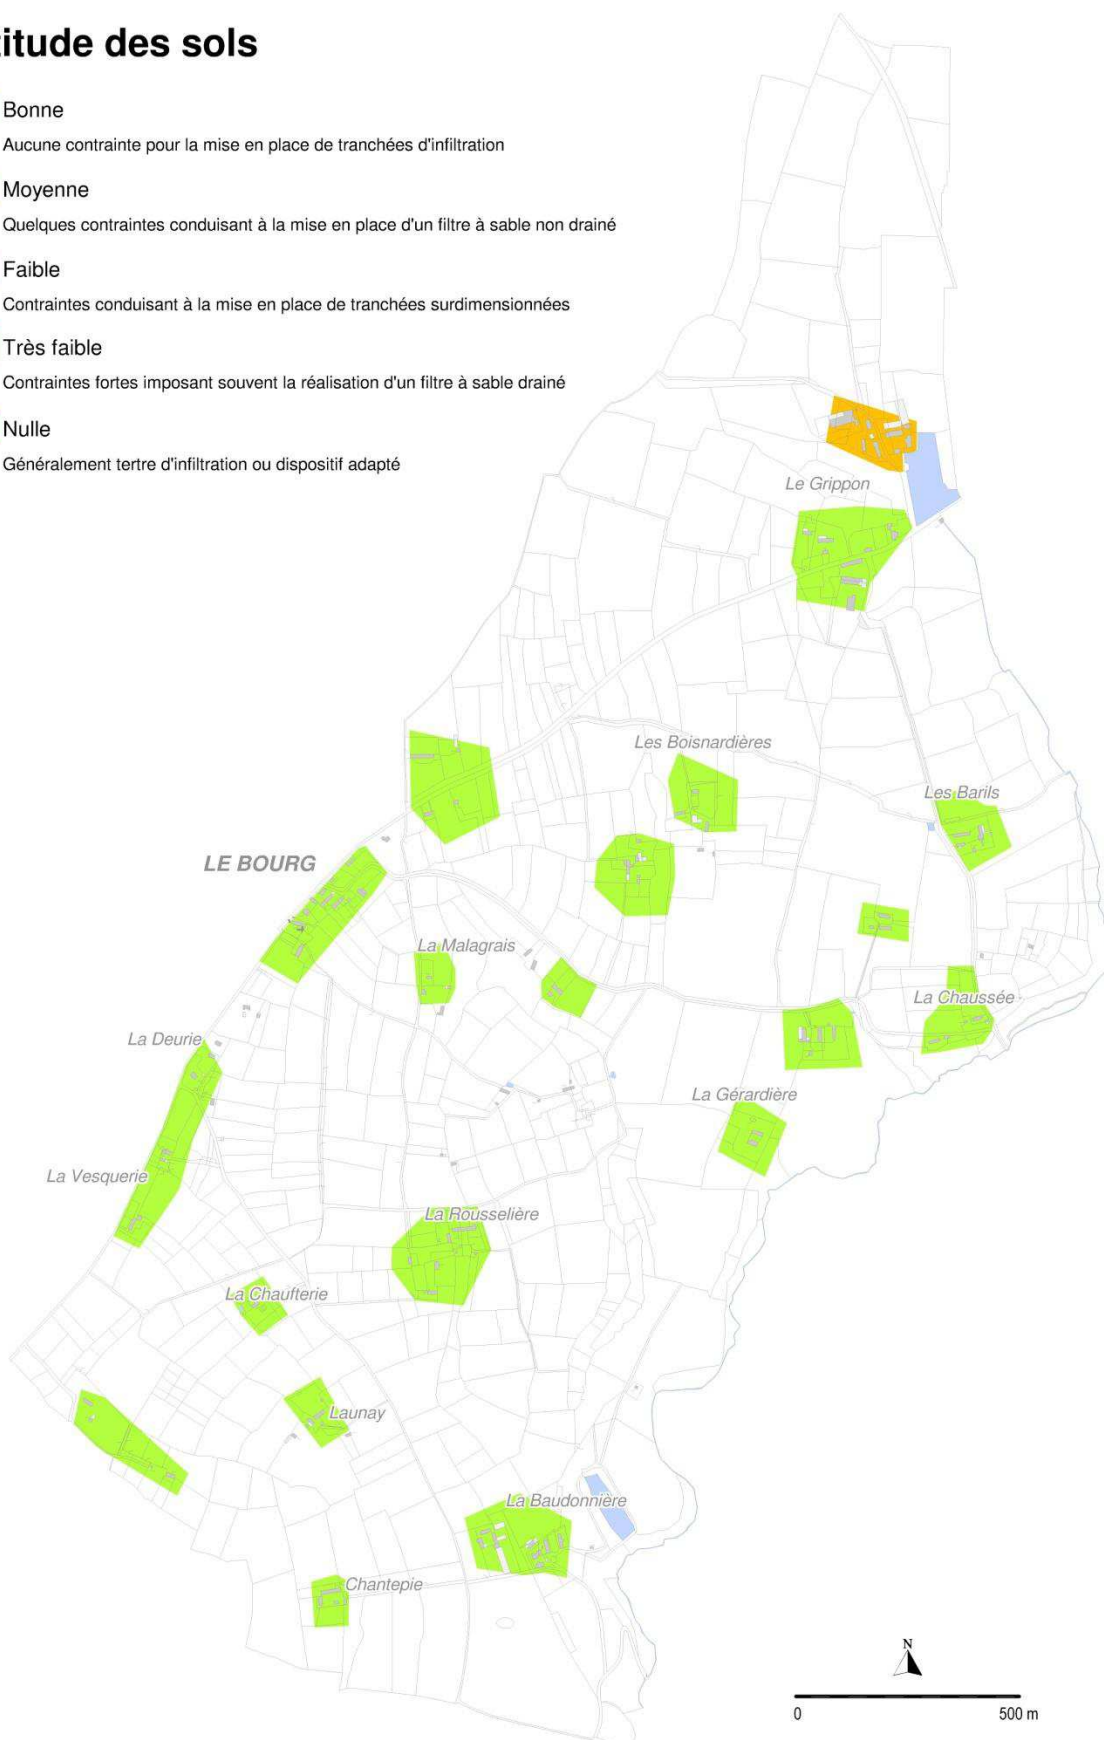 itude des sols
Bonne
Aucune contrainte pour la mise en place de tranchées d'infiltration
Moyenne
Quelques contraintes conduisant à la mise en place d'un filtre à sable non drainé
Faible
Contraintes conduisant à la mise en place de tranchées surdimensionnées
Très faible
Contraintes fortes imposant souvent la réalisation d'un filtre à sable drainé
Nulle
Généralement tertre d'infiltration ou dispositif adapté
Le Grippon
Les Boisnardières
Les Barils
LE BOURG
La Malagrais
La Chaussée
La Deurie
La Gérardière
La Vesquerie
La Rousselière
La Chaufterie
Launay
La Baudonnière
Chantepie
N
0
500 m